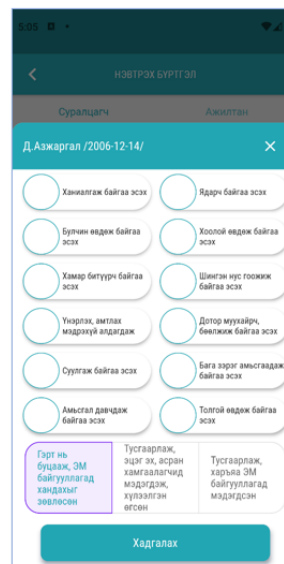 5:05
НЭВТРЭХ БҮРТГЭЛ
Суралцагч
Ажилтан
Д.Азжаргал /2006-12-14/
Ханиалгаж байгаа эсэх
Ядарч байгаа эсэх
Булчин өвдөж байгаа
эсэх
Хоолой өвдөж байгаа
эсэх
Хамар битүүрч байгаа
эсэх
Шингэн нус гоожиж
байгаа эсэх
Үнэрлэх, амтлах
мэдрэхүй алдагдаж
Дотор муухайрч,
бөөлжиж байгаа эсэх
Суулгаж байгаа эсэх
Бага зэрэг амьсгаадаж
байгаа эсэх
Амьсгал давчдаж
байгаа эсэх
Толгой өвдөж байгаа
эсэх
Гэрт нь
буцааж, ЭМ
байгууллагад
хандахыг
зөвлөсөн
Тусгаарлаж,
эцэг эх, асран
хамгаалагчид
мэдэгдэж,
хүлээлгэн
өгсөн
Тусгаарлаж,
харъяа ЭМ
байгууллагад
мэдэгдсэн
Хадгалах